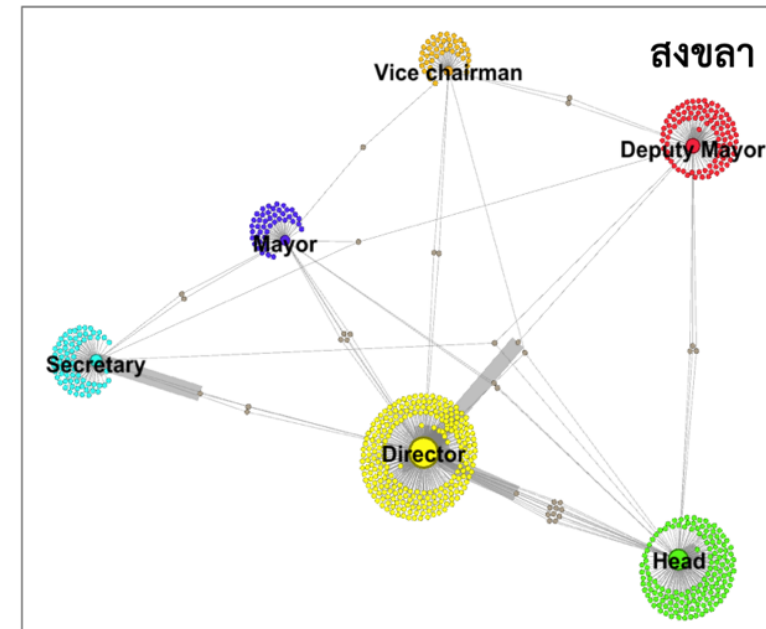 สงขลา
Vice chairman
Deputy Mayor
Mayor
Secretary
Director
Head